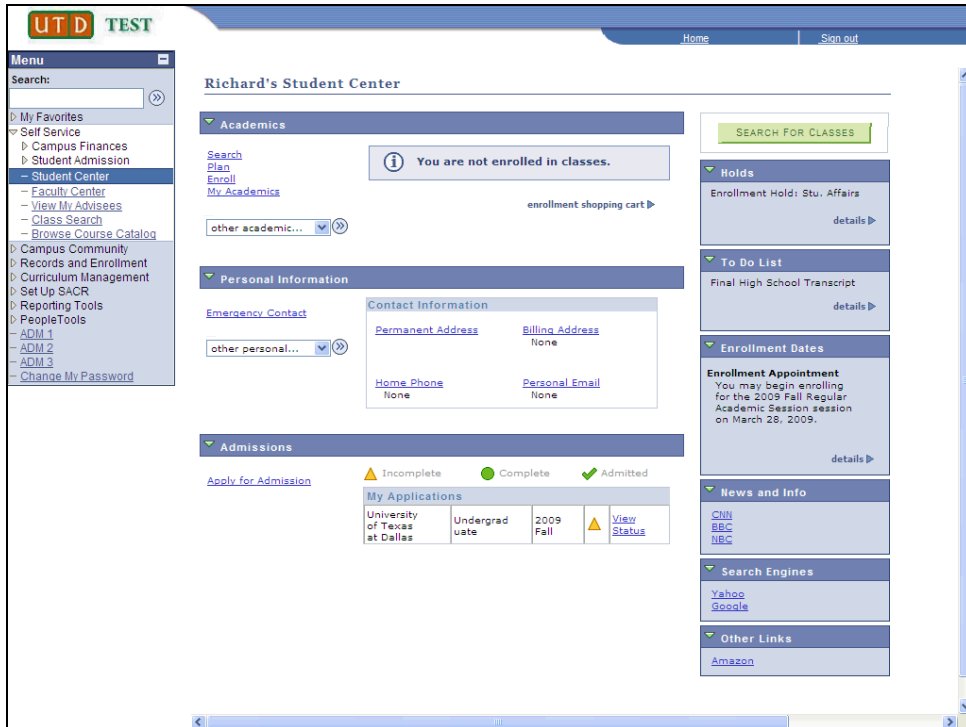 UTD TEST
Home
Sign out
Menu
Search:
My Favorites
Self Service
Campus Finances
Student Admission
– Student Center
– Faculty Center
– View My Advisees
– Class Search
– Browse Course Catalog
Campus Community
Records and Enrollment
Curriculum Management
Set Up SACR
Reporting Tools
PeopleTools
– ADM 1
– ADM 2
– ADM 3
– Change My Password
Richard's Student Center
Academics
Search
Plan
Enroll
My Academics
other academic...
You are not enrolled in classes.
enrollment shopping cart
Personal Information
Emergency Contact
other personal...
Contact Information
Permanent Address
Billing Address
None
Home Phone
None
Personal Email
None
Admissions
Apply for Admission
Incomplete
Complete
Admitted
My Applications
University
of Texas
at Dallas
Undergrad
uate
2009
Fall
View
Status
SEARCH FOR CLASSES
Holds
Enrollment Hold: Stu. Affairs
details
To Do List
Final High School Transcript
details
Enrollment Dates
Enrollment Appointment
You may begin enrolling
for the 2009 Fall Regular
Academic Session session
on March 28, 2009.
details
News and Info
CNN
BBC
NBC
Search Engines
Yahoo
Google
Other Links
Amazon